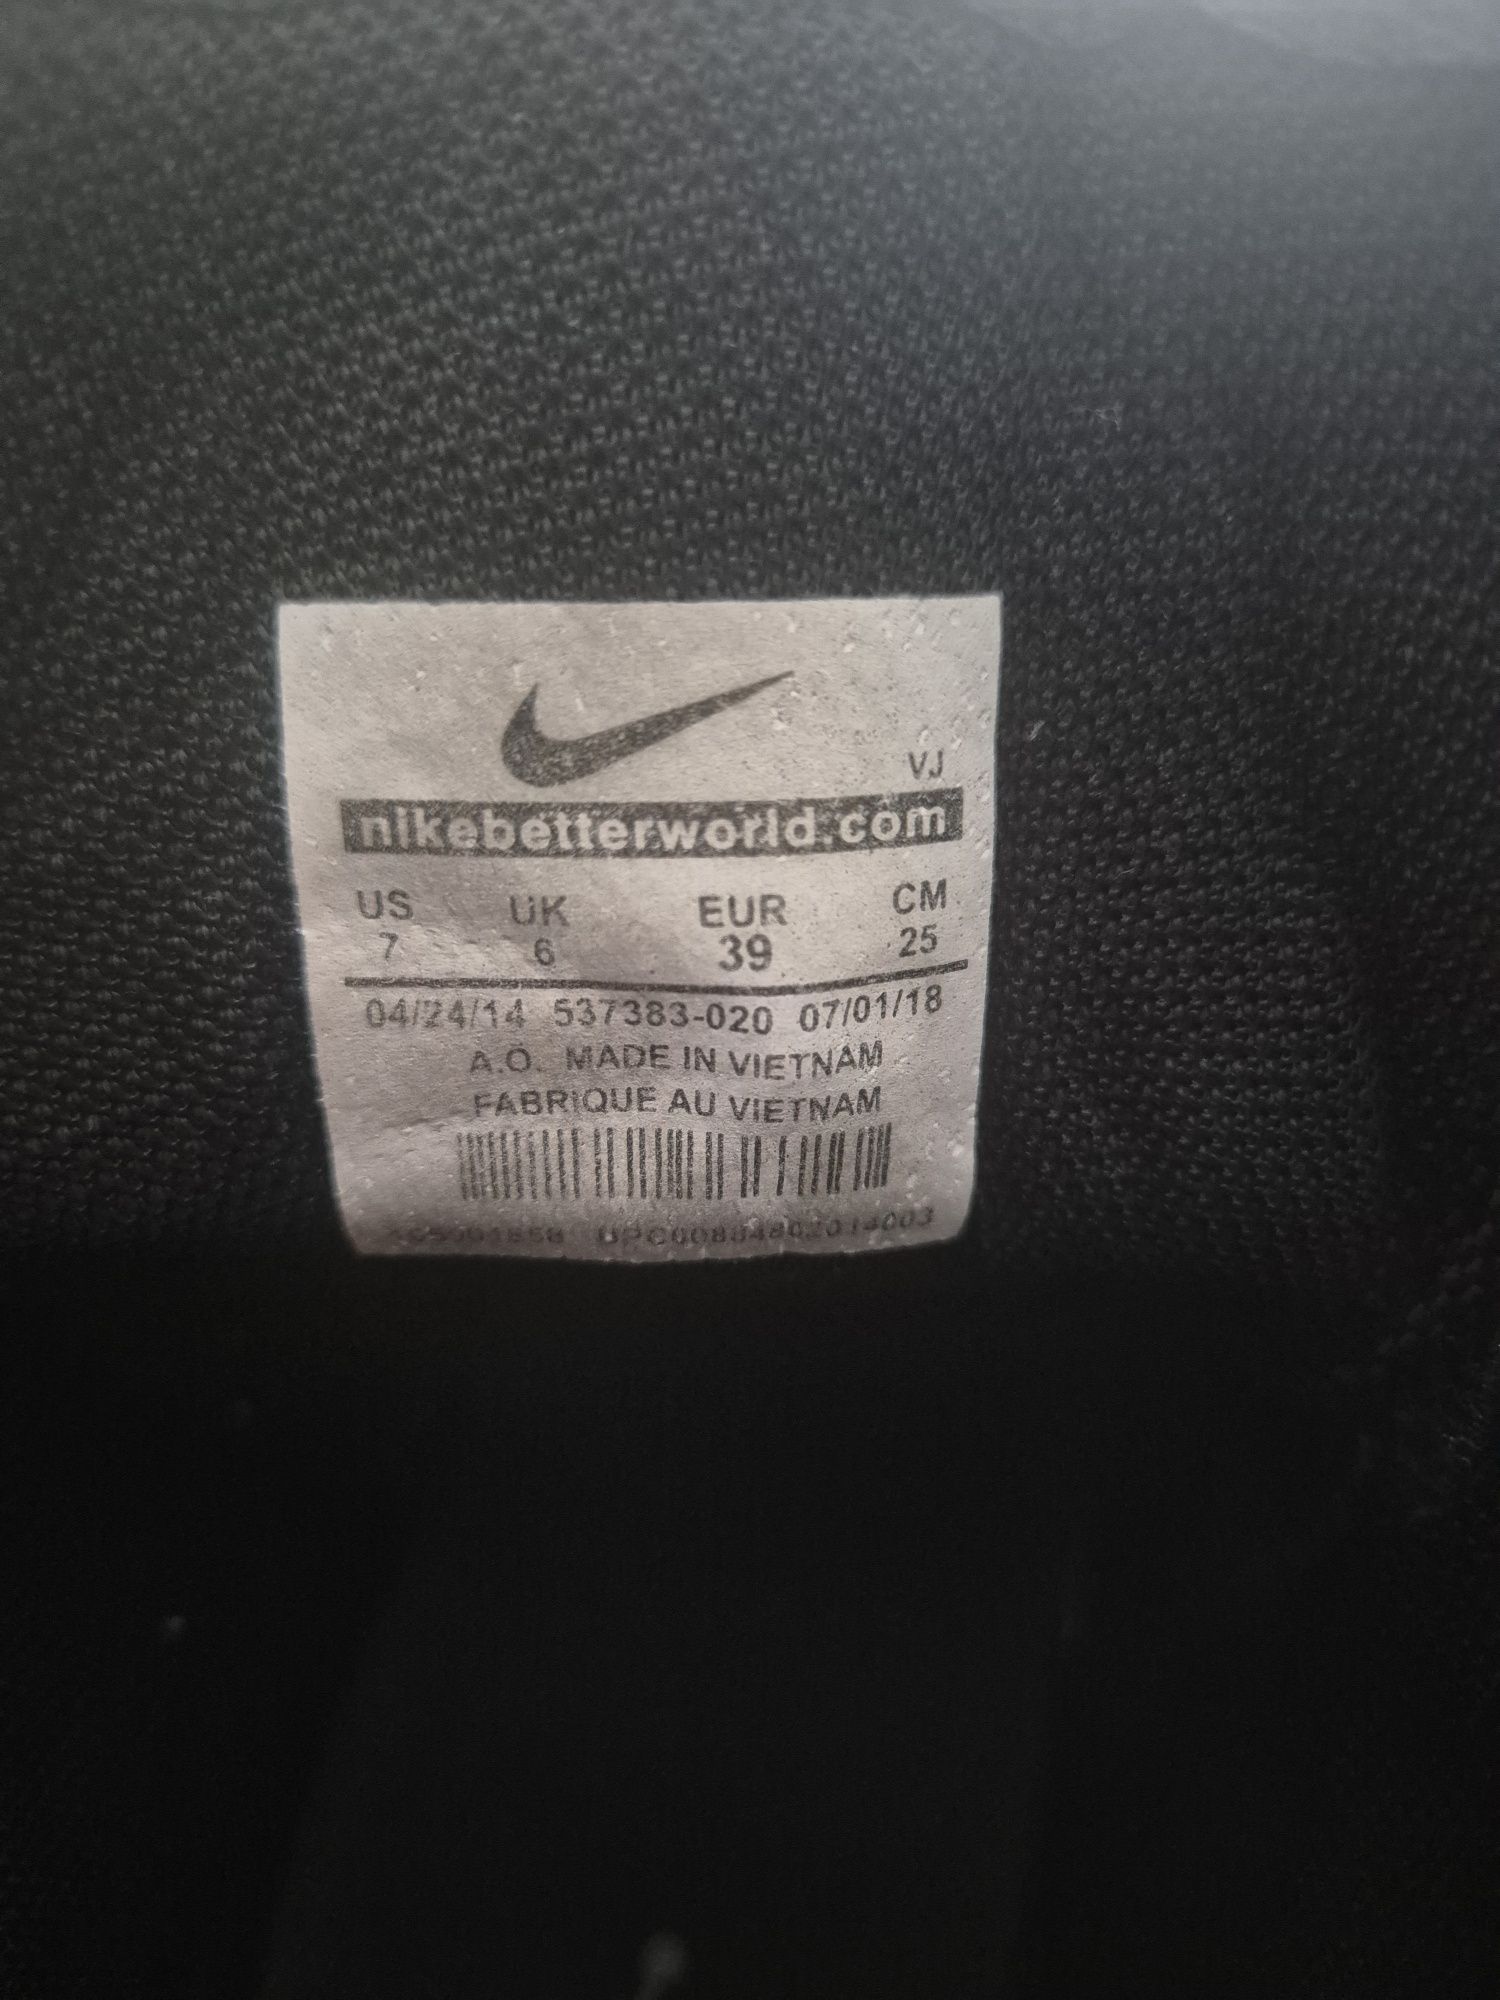 VJ
nikebetterworld.com
US UK EUR CM
7 6 39 25
04/24/14 537383-020 07/01/18
A.O. MADE IN VIETNAM
FABRIQUE AU VIETNAM